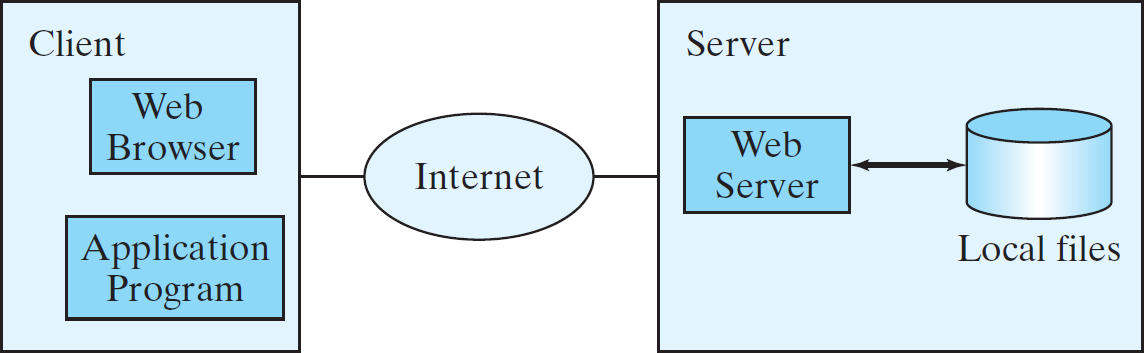 Client
Web
Browser
Application
Program
Internet
Server
Web
Server
Local files